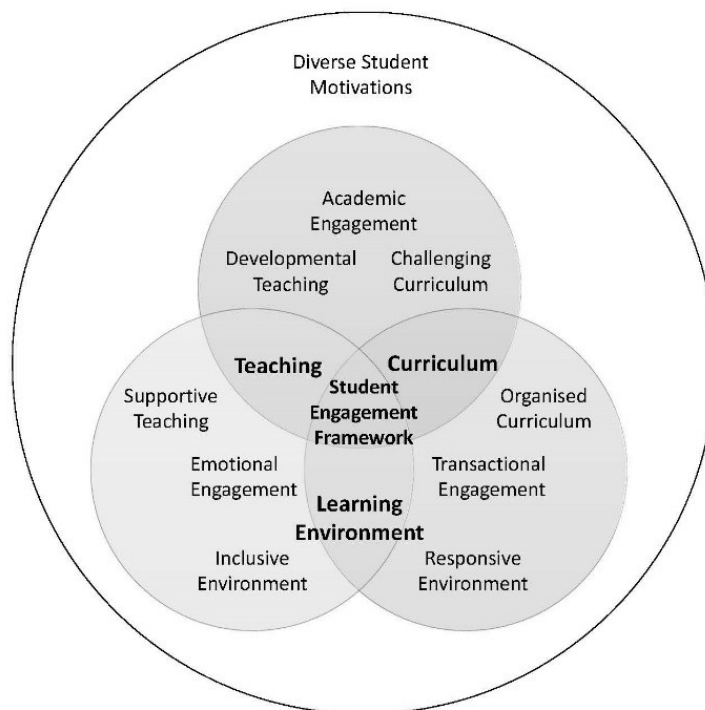 Diverse Student
Motivations
Academic
Engagement
Developmental
Teaching
Challenging
Curriculum
Teaching
Curriculum
Student
Engagement
Framework
Supportive
Teaching
Organised
Curriculum
Emotional
Engagement
Transactional
Engagement
Learning
Environment
Inclusive
Environment
Responsive
Environment